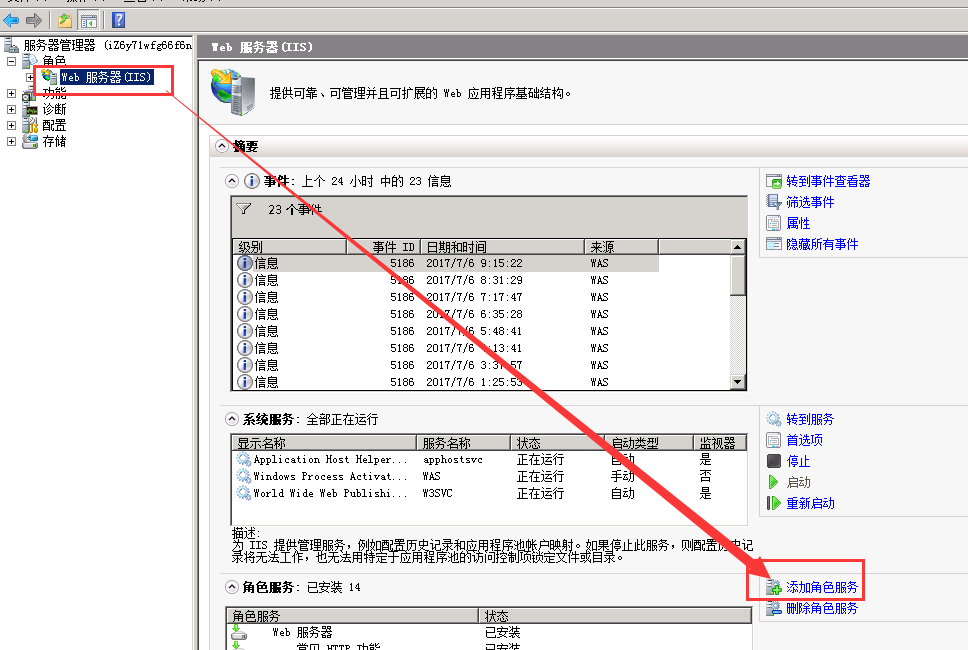 服务器管理器 (iZ6y71wfg66f6n
角色
Web 服务器(IIS)
功能
诊断
配置
存储
Web 服务器(IIS)
提供可靠、可管理并且可扩展的 Web 应用程序基础结构。
摘要
事件: 上个 24 小时 中的 23 信息
23 个事件
级别 事件 ID 日期和时间 来源
信息 5186 2017/7/6 9:15:22 WAS
信息 5186 2017/7/6 8:31:29 WAS
信息 5186 2017/7/6 7:17:47 WAS
信息 5186 2017/7/6 6:35:28 WAS
信息 5186 2017/7/6 5:48:41 WAS
信息 5186 2017/7/6 :13:41 WAS
信息 5186 2017/7/6 3:37:57 WAS
信息 5186 2017/7/6 1:25:53 WAS
转到事件查看器
筛选事件
属性
隐藏所有事件
系统服务: 全部正在运行
显示名称 服务名称 状态 启动类型 监视器
Application Host Helper... apphostsvc 正在运行 自动 是
Windows Process Activat... WAS 正在运行 手动 否
World Wide Web Publishi... W3SVC 正在运行 自动 是
描述:
为 IIS 提供管理服务，例如配置历史记录和应用程序池帐户映射。如果停止此服务，则配置历史记
录将无法工作，也无法用特定于应用程序池的访问控制项锁定文件或目录。
转到服务
首选项
停止
启动
重新启动
角色服务: 已安装 14
角色服务 状态
Web 服务器 已安装
常见 HTTP 功能 已安装
添加角色服务
删除角色服务